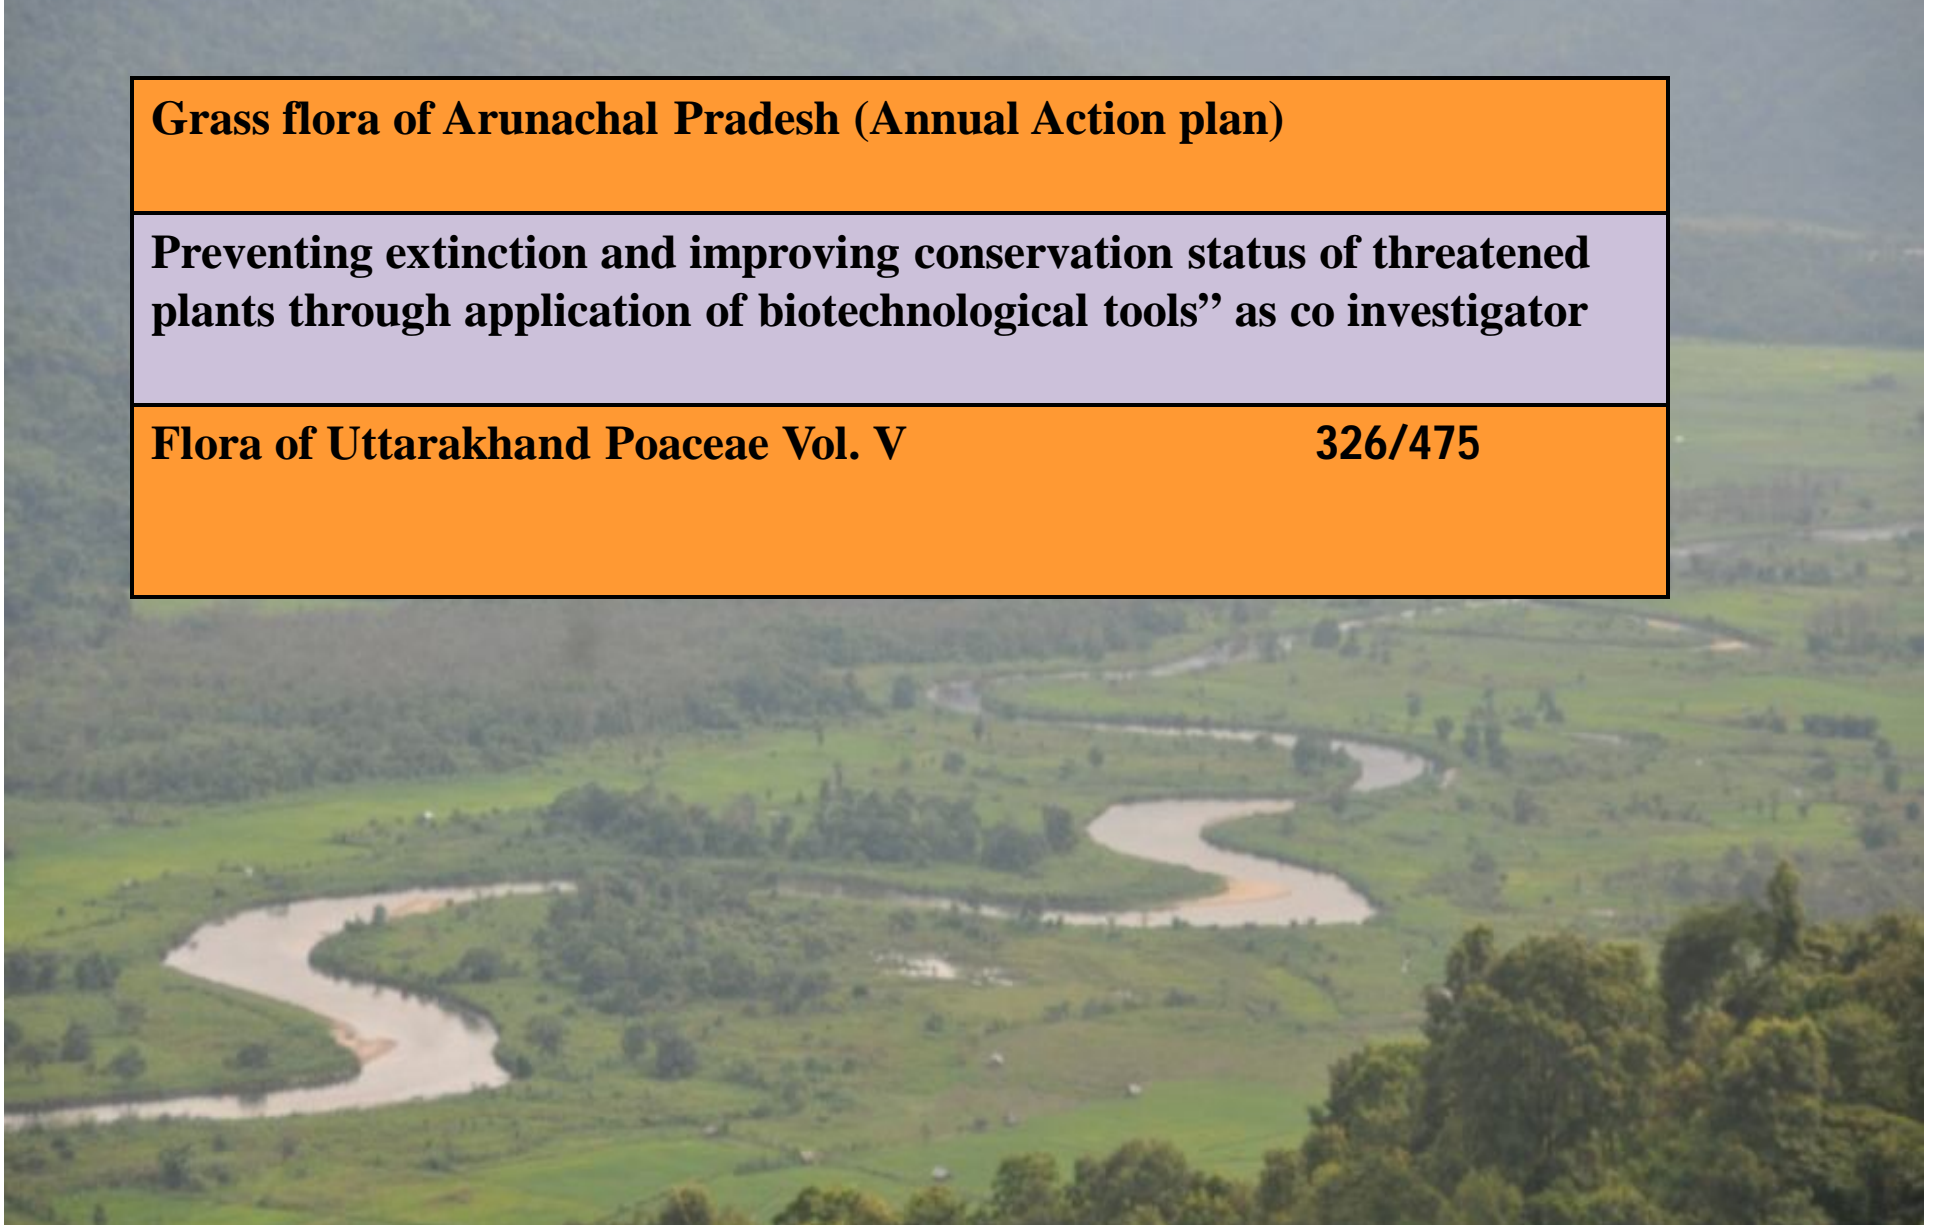 Grass flora of Arunachal Pradesh (Annual Action plan)
Preventing extinction and improving conservation status of threatened
plants through application of biotechnological tools” as co investigator
Flora of Uttarakhand Poaceae Vol. V 326/475